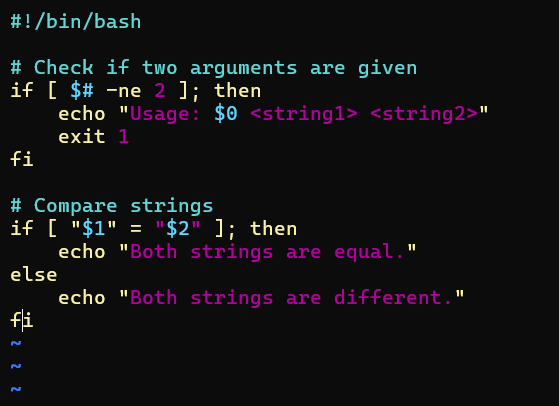 #!/bin/bash

# Check if two arguments are given
if [ $# -ne 2 ]; then
    echo "Usage: $0 <string1> <string2>"
    exit 1
fi

# Compare strings
if [ "$1" = "$2" ]; then
    echo "Both strings are equal."
else
    echo "Both strings are different."
fi
~
~
~